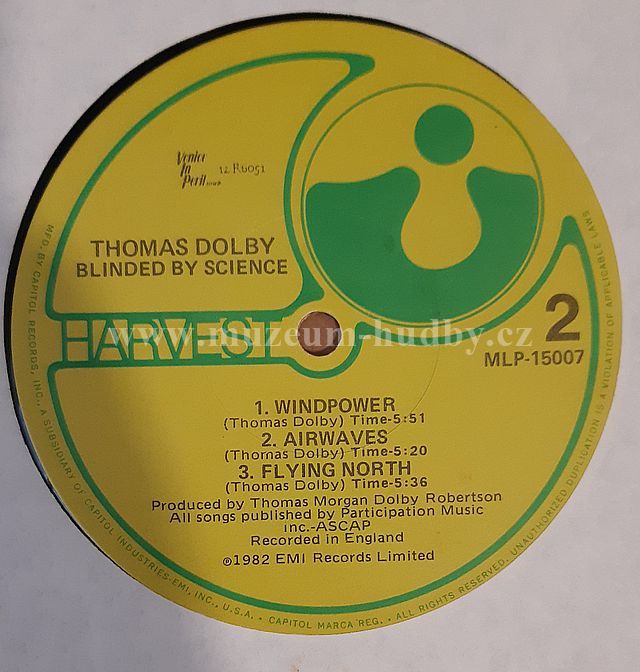 Venice
In
Peril
12 R6051
THOMAS DOLBY
BLINDED BY SCIENCE
HARVEST
www.muzeum-hudby.cz
2
MLP-15007
1. WINDPOWER
(Thomas Dolby) Time-5:51
2. AIRWAVES
(Thomas Dolby) Time-5:20
3. FLYING NORTH
(Thomas Dolby) Time-5:36
Produced by Thomas Morgan Dolby Robertson
All songs published by Participation Music
inc.-ASCAP
Recorded in England
℗1982 EMI Records Limited
MFD. BY CAPITOL RECORDS, INC., A SUBSIDIARY OF CAPITOL INDUSTRIES-EMI, INC., U.S.A. • CAPITOL MARCA REG. • ALL RIGHTS RESERVED. UNAUTHORIZED DUPLICATION IS A VIOLATION OF APPLICABLE LAWS